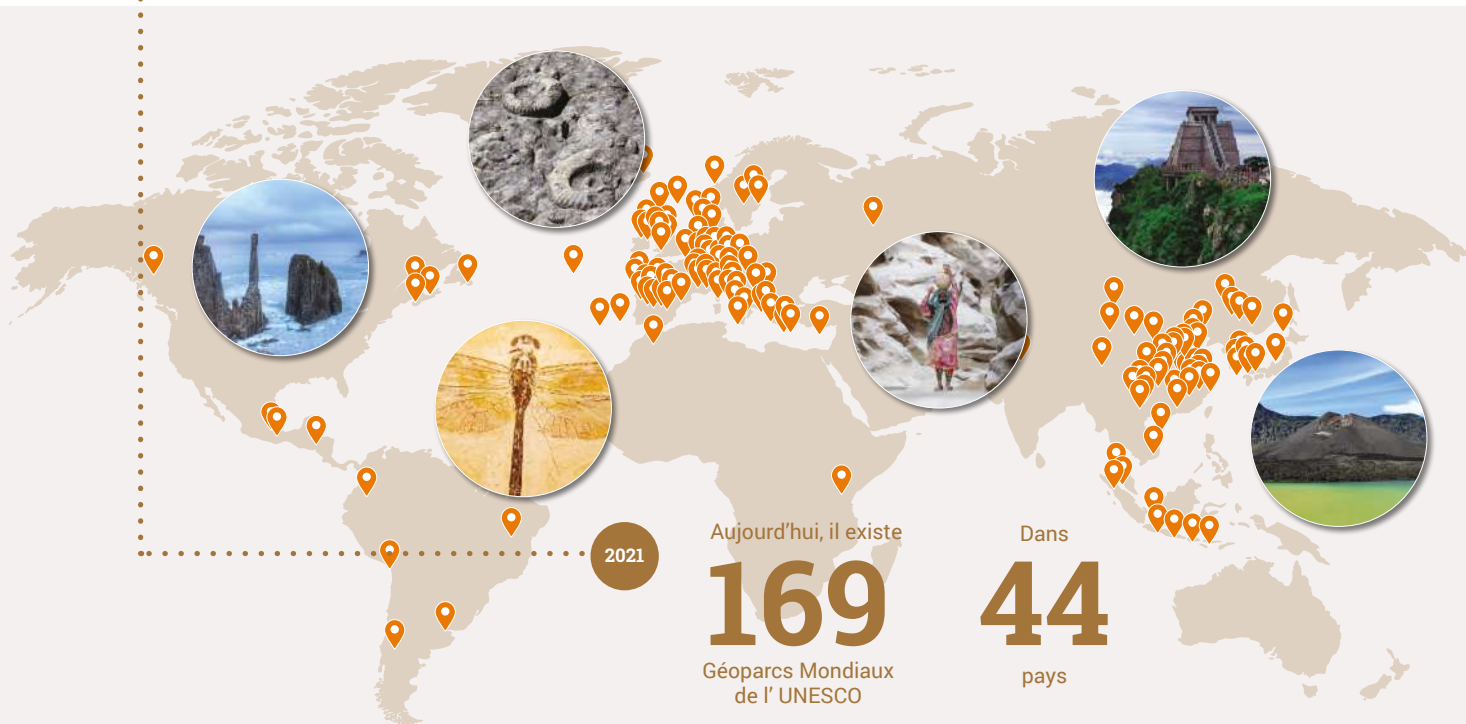 2021
Aujourd’hui, il existe
169
Géoparcs Mondiaux
de l’ UNESCO
Dans
44
pays